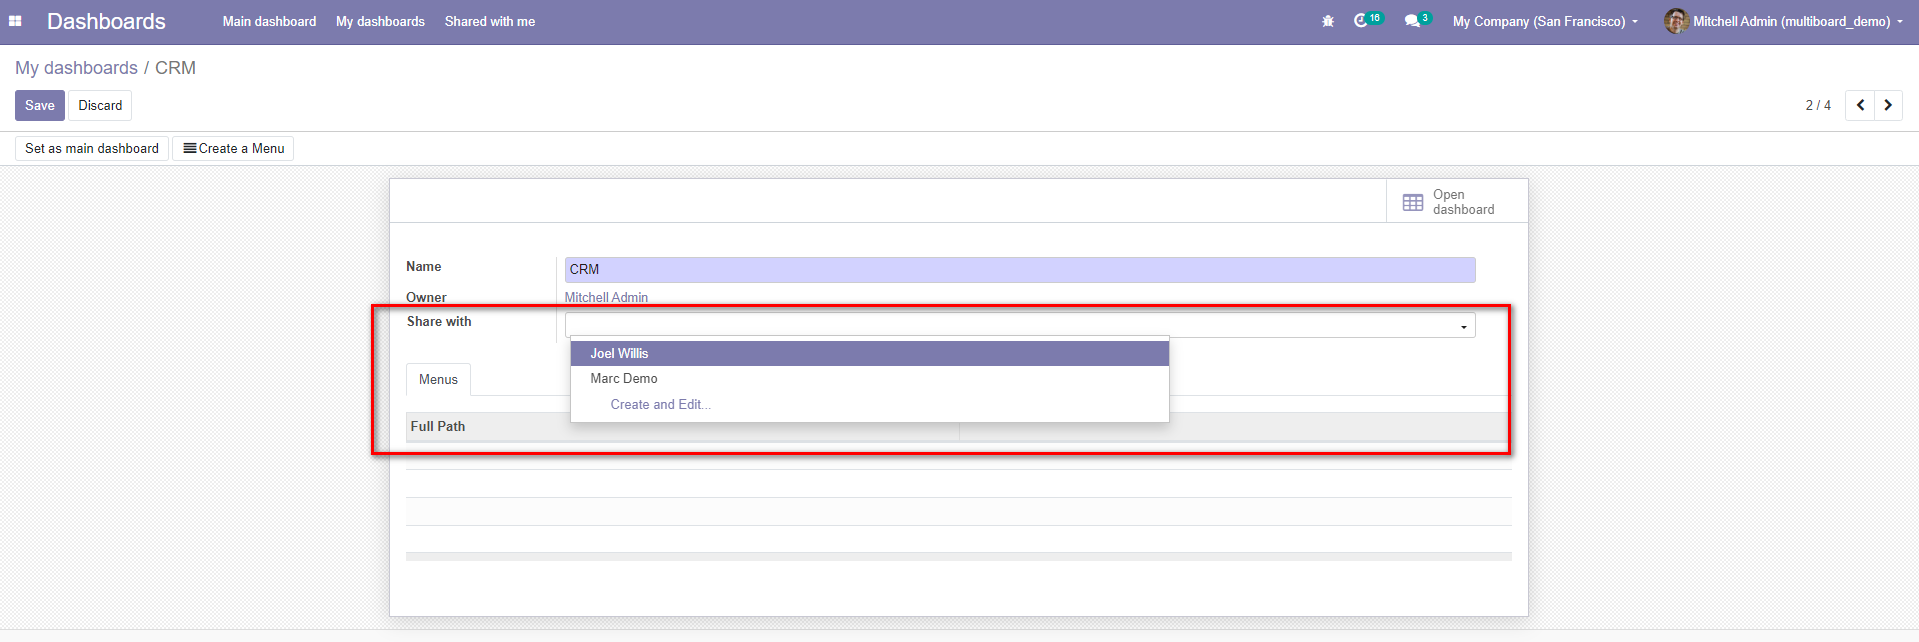 Dashboards Main dashboard My dashboards Shared with me 16 3 My Company (San Francisco) Mitchell Admin (multiboard_demo)
My dashboards / CRM
Save Discard 2 / 4
Set as main dashboard Create a Menu
Open
dashboard
Name CRM
Owner Mitchell Admin
Share with
Joel Willis
Menus Marc Demo
Create and Edit...
Full Path